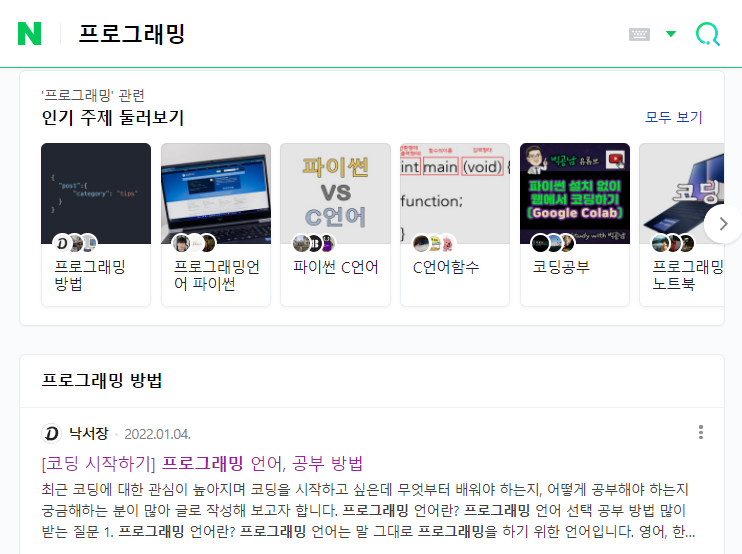 N 프로그래밍
'프로그래밍' 관련
인기 주제 둘러보기
모두 보기
{
"post":{
"category": "tips"
}
}
프로그래밍
방법
프로그래밍언
어 파이썬
파이썬
VS
C언어
파이썬 C언어
int main (void) {
function;
}
C언어함수
빅공남 유튜브
파이썬 설치 없이
웹에서 코딩하기
(Google Colab)
Study with 빅공남
코딩공부
코딩
프로그래밍
노트북
프로그래밍 방법
낙서장 · 2022.01.04.
[코딩 시작하기] 프로그래밍 언어, 공부 방법
최근 코딩에 대한 관심이 높아지며 코딩을 시작하고 싶은데 무엇부터 배워야 하는지, 어떻게 공부해야 하는지
궁금해하는 분이 많아 글로 작성해 보고자 합니다. 프로그래밍 언어란? 프로그래밍 언어 선택 공부 방법 많이
받는 질문 1. 프로그래밍 언어란? 프로그래밍 언어는 말 그대로 프로그래밍을 하기 위한 언어입니다. 영어, 한...